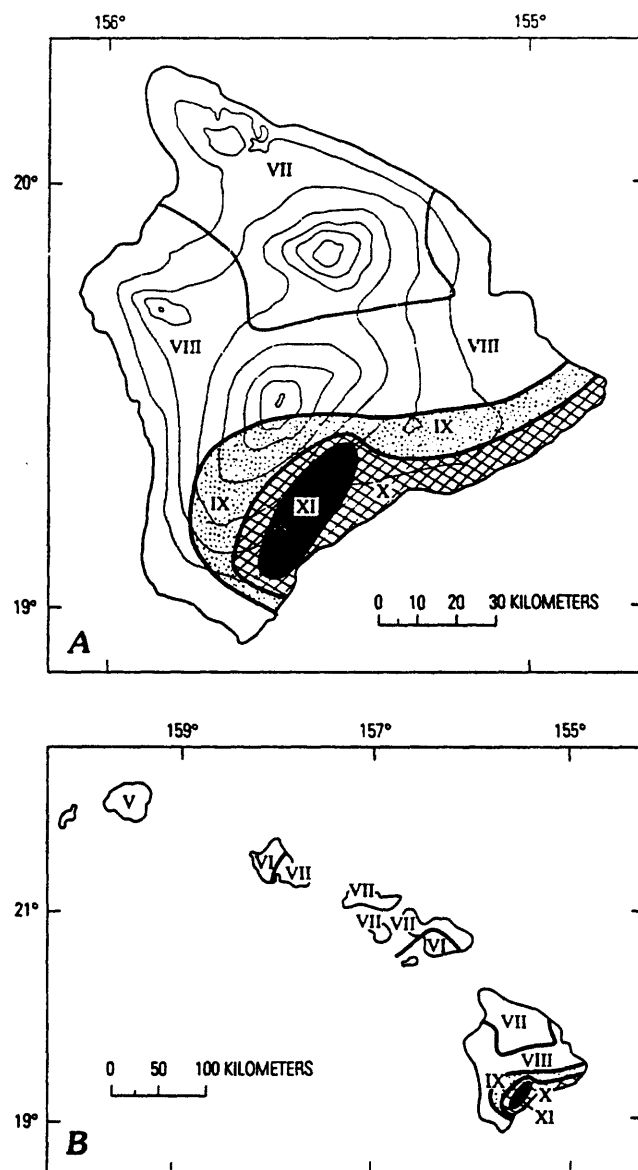 156° 155°
VII
20°
VIII VIII
IX
IX XI X
19°
0 10 20 30 KILOMETERS
A
159° 157° 155°
V
VI VII
VII
21° VII VII VI
VII
0 50 100 KILOMETERS VIII
IX X
XI
19°
B